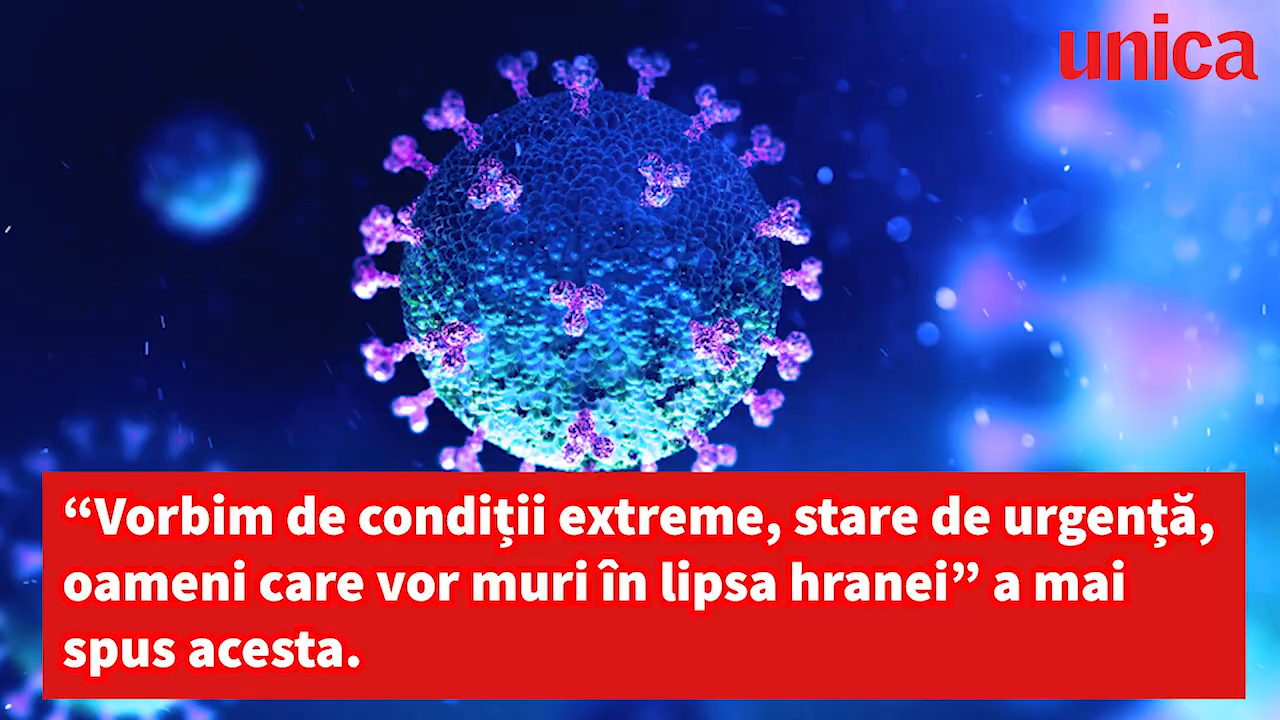 unica
“Vorbim de condiții extreme, stare de urgență,
oameni care vor muri în lipsa hranei” a mai
spus acesta.